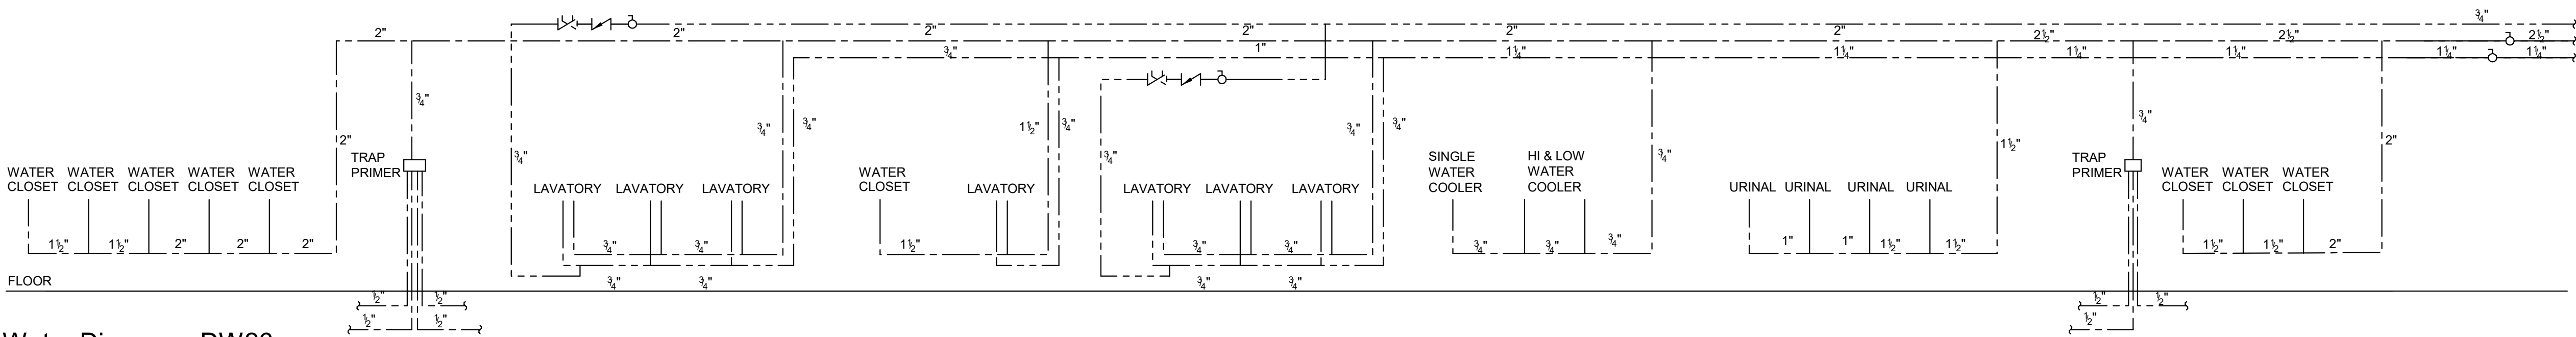 ¾"
2" 2" 2" 2" 2" 2" 2½" 2½" 2½"
¾" 1" 1¼" 1¼" 1¼" 1¼" 1¼" 1¼"
¾" ¾"
¾" ¾" 1½" ¾" ¾" ¾"
2" 1½" 2"
¾" ¾" ¾"
WATER CLOSET
WATER CLOSET
WATER CLOSET
WATER CLOSET
WATER CLOSET
TRAP
PRIMER
LAVATORY LAVATORY LAVATORY
WATER
CLOSET
LAVATORY
LAVATORY LAVATORY LAVATORY
SINGLE
WATER
COOLER
HI & LOW
WATER
COOLER
URINAL URINAL URINAL URINAL
TRAP
PRIMER
WATER CLOSET
WATER CLOSET
WATER CLOSET
1½" 1½" 2" 2" 2"
¾" ¾"
1½"
¾" ¾"
¾" ¾" ¾"
1" 1" 1½" 1½"
1½" 1½" 2"
¾" ¾" ¾" ¾"
FLOOR
½" ½" ½" ½"
½" ½" ½"
Water